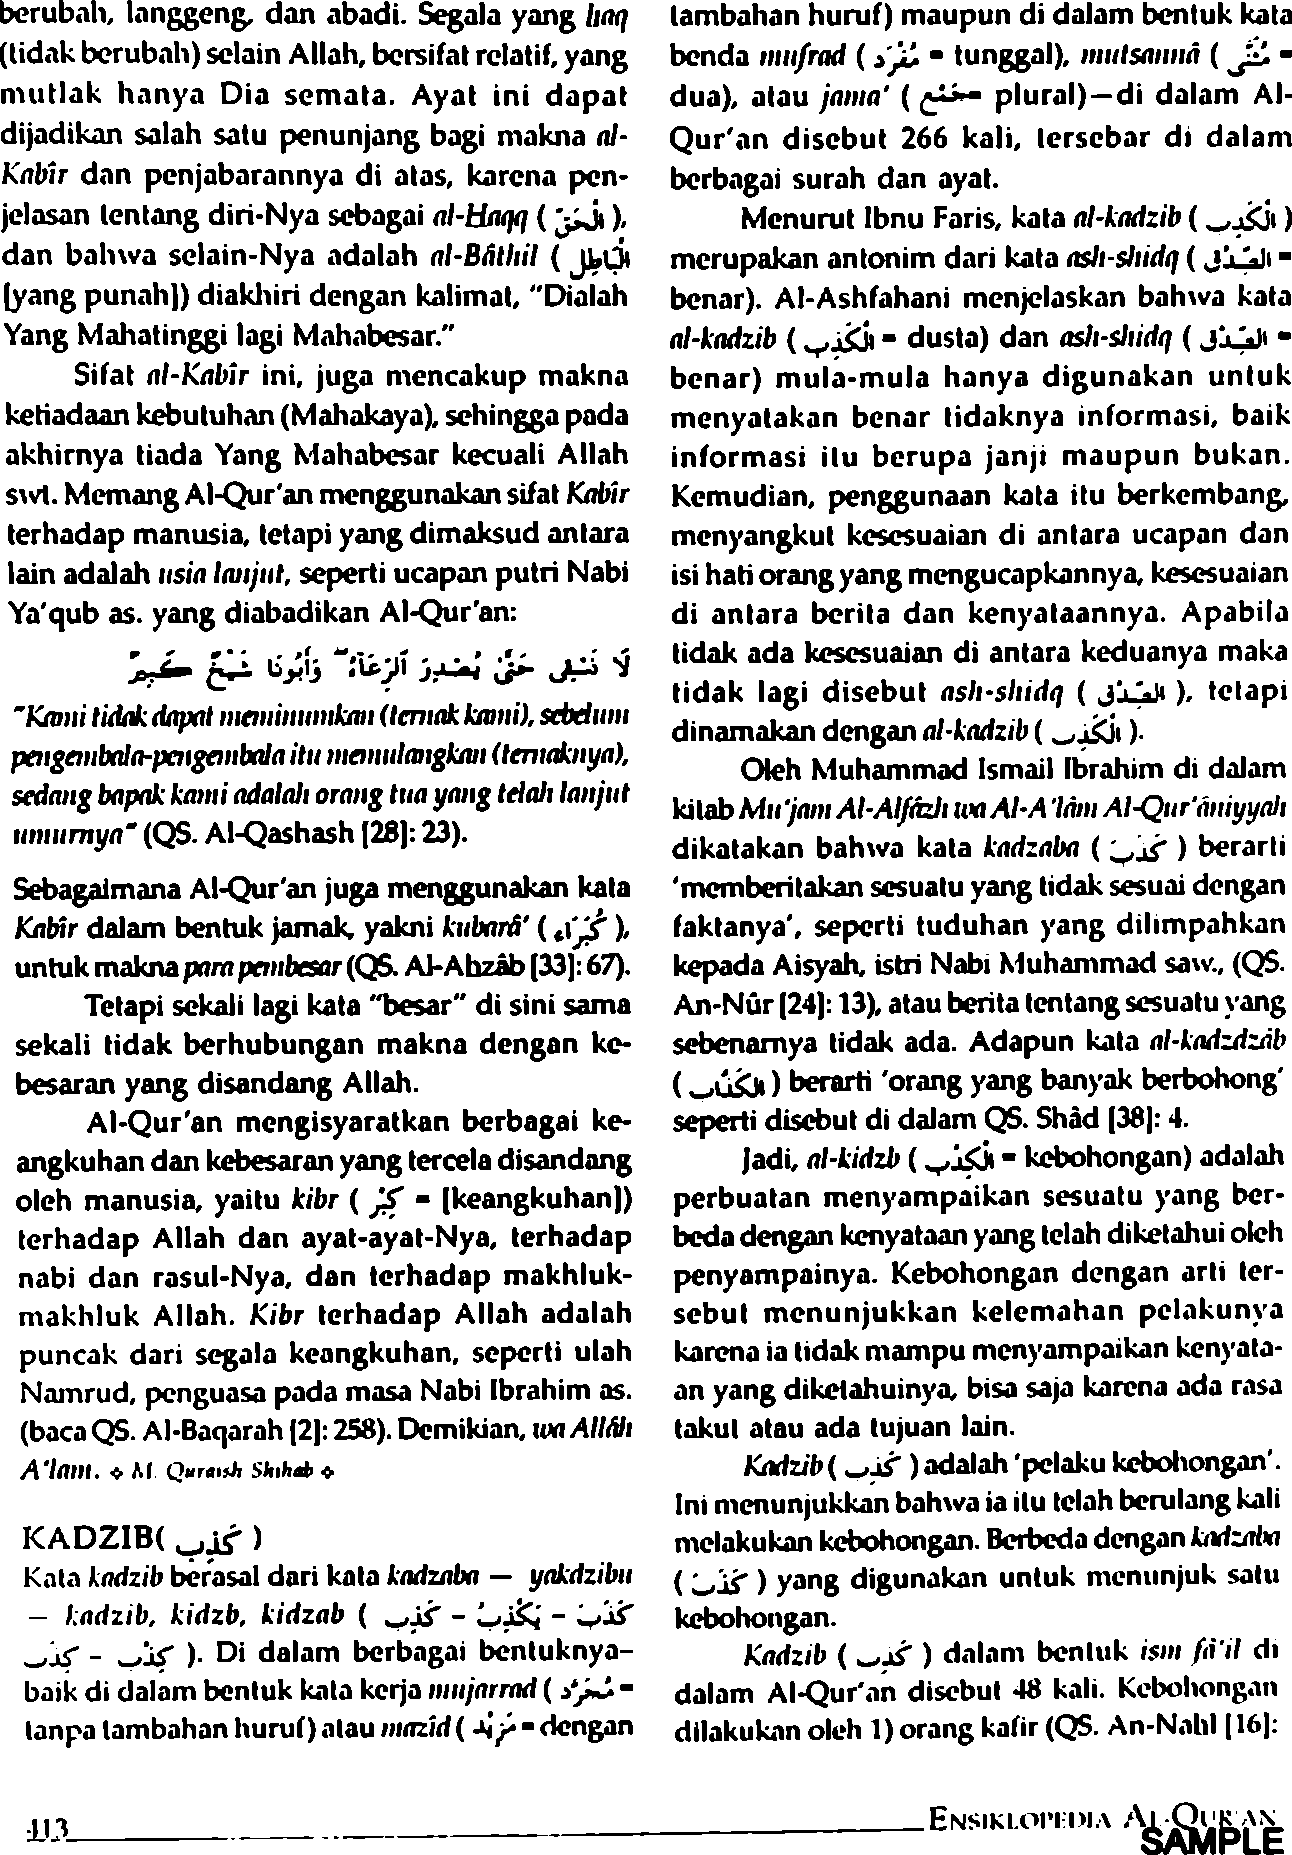 berubah, langgeng, dan abadi. Segala yang haq
(tidak berubah) selain Allah, bersifat relatif, yang
mutlak hanya Dia semata. Ayat ini dapat
dijadikan salah satu penunjang bagi makna al-
Kabîr dan penjabarannya di atas, karena pen-
jelasan tentang diri-Nya sebagai al-Haqq ( الْحَقّ ),
dan bahwa selain-Nya adalah al-Bâthil ( الْبَاطِل
[yang punah]) diakhiri dengan kalimat, "Dialah
Yang Mahatinggi lagi Mahabesar."
Sifat al-Kabîr ini, juga mencakup makna
ketiadaan kebutuhan (Mahakaya), sehingga pada
akhirnya tiada Yang Mahabesar kecuali Allah
swt. Memang Al-Qur'an menggunakan sifat Kabîr
terhadap manusia, tetapi yang dimaksud antara
lain adalah usia lanjut, seperti ucapan putri Nabi
Ya'qub as. yang diabadikan Al-Qur'an:
لَا نَسْقِى حَتَّىٰ يُصْدِرَ ٱلرِّعَآءُ ۖ وَأَبُونَا شَيْخٌ كَبِيرٌ
"Kami tidak dapat meminumkan (ternak kami), sebelum
pengembala-pengembala itu memulangkan (ternaknya),
sedang bapak kami adalah orang tua yang telah lanjut
umurnya" (QS. Al-Qashash [28]: 23).
Sebagaimana Al-Qur'an juga menggunakan kata
Kabîr dalam bentuk jamak, yakni kubarâ' ( كُبَرَاء ),
untuk makna para pembesar (QS. Al-Ahzâb [33]: 67).
Tetapi sekali lagi kata "besar" di sini sama
sekali tidak berhubungan makna dengan ke-
besaran yang disandang Allah.
Al-Qur'an mengisyaratkan berbagai ke-
angkuhan dan kebesaran yang tercela disandang
oleh manusia, yaitu kibr ( كِبْر = [keangkuhan])
terhadap Allah dan ayat-ayat-Nya, terhadap
nabi dan rasul-Nya, dan terhadap makhluk-
makhluk Allah. Kibr terhadap Allah adalah
puncak dari segala keangkuhan, seperti ulah
Namrud, penguasa pada masa Nabi Ibrahim as.
(baca QS. Al-Baqarah [2]: 258). Demikian, wa Allâh
A'lam. ⬥ M. Quraish Shihab ⬥
KADZIB( كَذِب )
Kata kadzib berasal dari kata kadzaba — yakdzibu
— kadzib, kidzb, kidzab ( كَذَبَ - يَكْذِبُ - كَذِب
كِذْب - كِذَب ). Di dalam berbagai bentuknya–
baik di dalam bentuk kata kerja mujarrad ( مُجَرَّد =
tanpa tambahan huruf) atau mazîd ( مَزِيْد = dengan
tambahan huruf) maupun di dalam bentuk kata
benda mufrad ( مُفْرَد = tunggal), mutsannâ ( مُثَنَّى =
dua), atau jama' ( جَمْع = plural)—di dalam Al-
Qur'an disebut 266 kali, tersebar di dalam
berbagai surah dan ayat.
Menurut Ibnu Faris, kata al-kadzib ( الْكَذِب )
merupakan antonim dari kata ash-shidq ( الصِّدْق =
benar). Al-Ashfahani menjelaskan bahwa kata
al-kadzib ( الْكَذِب = dusta) dan ash-shidq ( الصِّدْق =
benar) mula-mula hanya digunakan untuk
menyatakan benar tidaknya informasi, baik
informasi itu berupa janji maupun bukan.
Kemudian, penggunaan kata itu berkembang,
menyangkut kesesuaian di antara ucapan dan
isi hati orang yang mengucapkannya, kesesuaian
di antara berita dan kenyataannya. Apabila
tidak ada kesesuaian di antara keduanya maka
tidak lagi disebut ash-shidq ( الصِّدْق ), tetapi
dinamakan dengan al-kadzib ( الْكَذِب ).
Oleh Muhammad Ismail Ibrahim di dalam
kitab Mu'jam Al-Alfâzh wa Al-A'lâm Al-Qur'âniyyah
dikatakan bahwa kata kadzaba ( كَذَبَ ) berarti
'memberitakan sesuatu yang tidak sesuai dengan
faktanya', seperti tuduhan yang dilimpahkan
kepada Aisyah, istri Nabi Muhammad saw., (QS.
An-Nûr [24]: 13), atau berita tentang sesuatu yang
sebenarnya tidak ada. Adapun kata al-kadzdzâb
( الْكَذَّاب ) berarti 'orang yang banyak berbohong'
seperti disebut di dalam QS. Shâd [38]: 4.
Jadi, al-kidzb ( الْكِذْب = kebohongan) adalah
perbuatan menyampaikan sesuatu yang ber-
beda dengan kenyataan yang telah diketahui oleh
penyampainya. Kebohongan dengan arti ter-
sebut menunjukkan kelemahan pelakunya
karena ia tidak mampu menyampaikan kenyata-
an yang diketahuinya, bisa saja karena ada rasa
takut atau ada tujuan lain.
Kadzib ( كَذِب ) adalah 'pelaku kebohongan'.
Ini menunjukkan bahwa ia itu telah berulang kali
melakukan kebohongan. Berbeda dengan kadzaba
( كَذَبَ ) yang digunakan untuk menunjuk satu
kebohongan.
Kadzib ( كَذِب ) dalam bentuk ism fâ'il di
dalam Al-Qur'an disebut 48 kali. Kebohongan
dilakukan oleh 1) orang kafir (QS. An-Nahl [16]:
413
ENSIKLOPEDIA AL-QUR'AN
SAMPLE